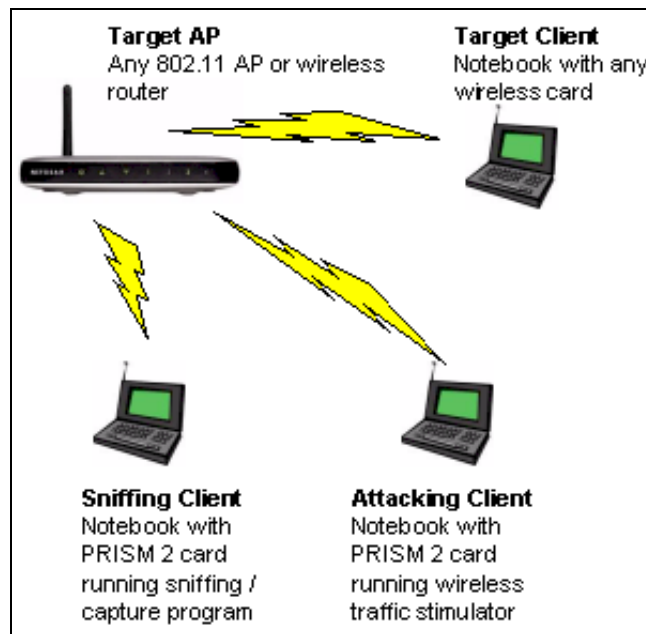 Target AP
Any 802.11 AP or wireless
router
Target Client
Notebook with any
wireless card
NETGEAR
Sniffing Client
Notebook with
PRISM 2 card
running sniffing /
capture program
Attacking Client
Notebook with
PRISM 2 card
running wireless
traffic stimulator